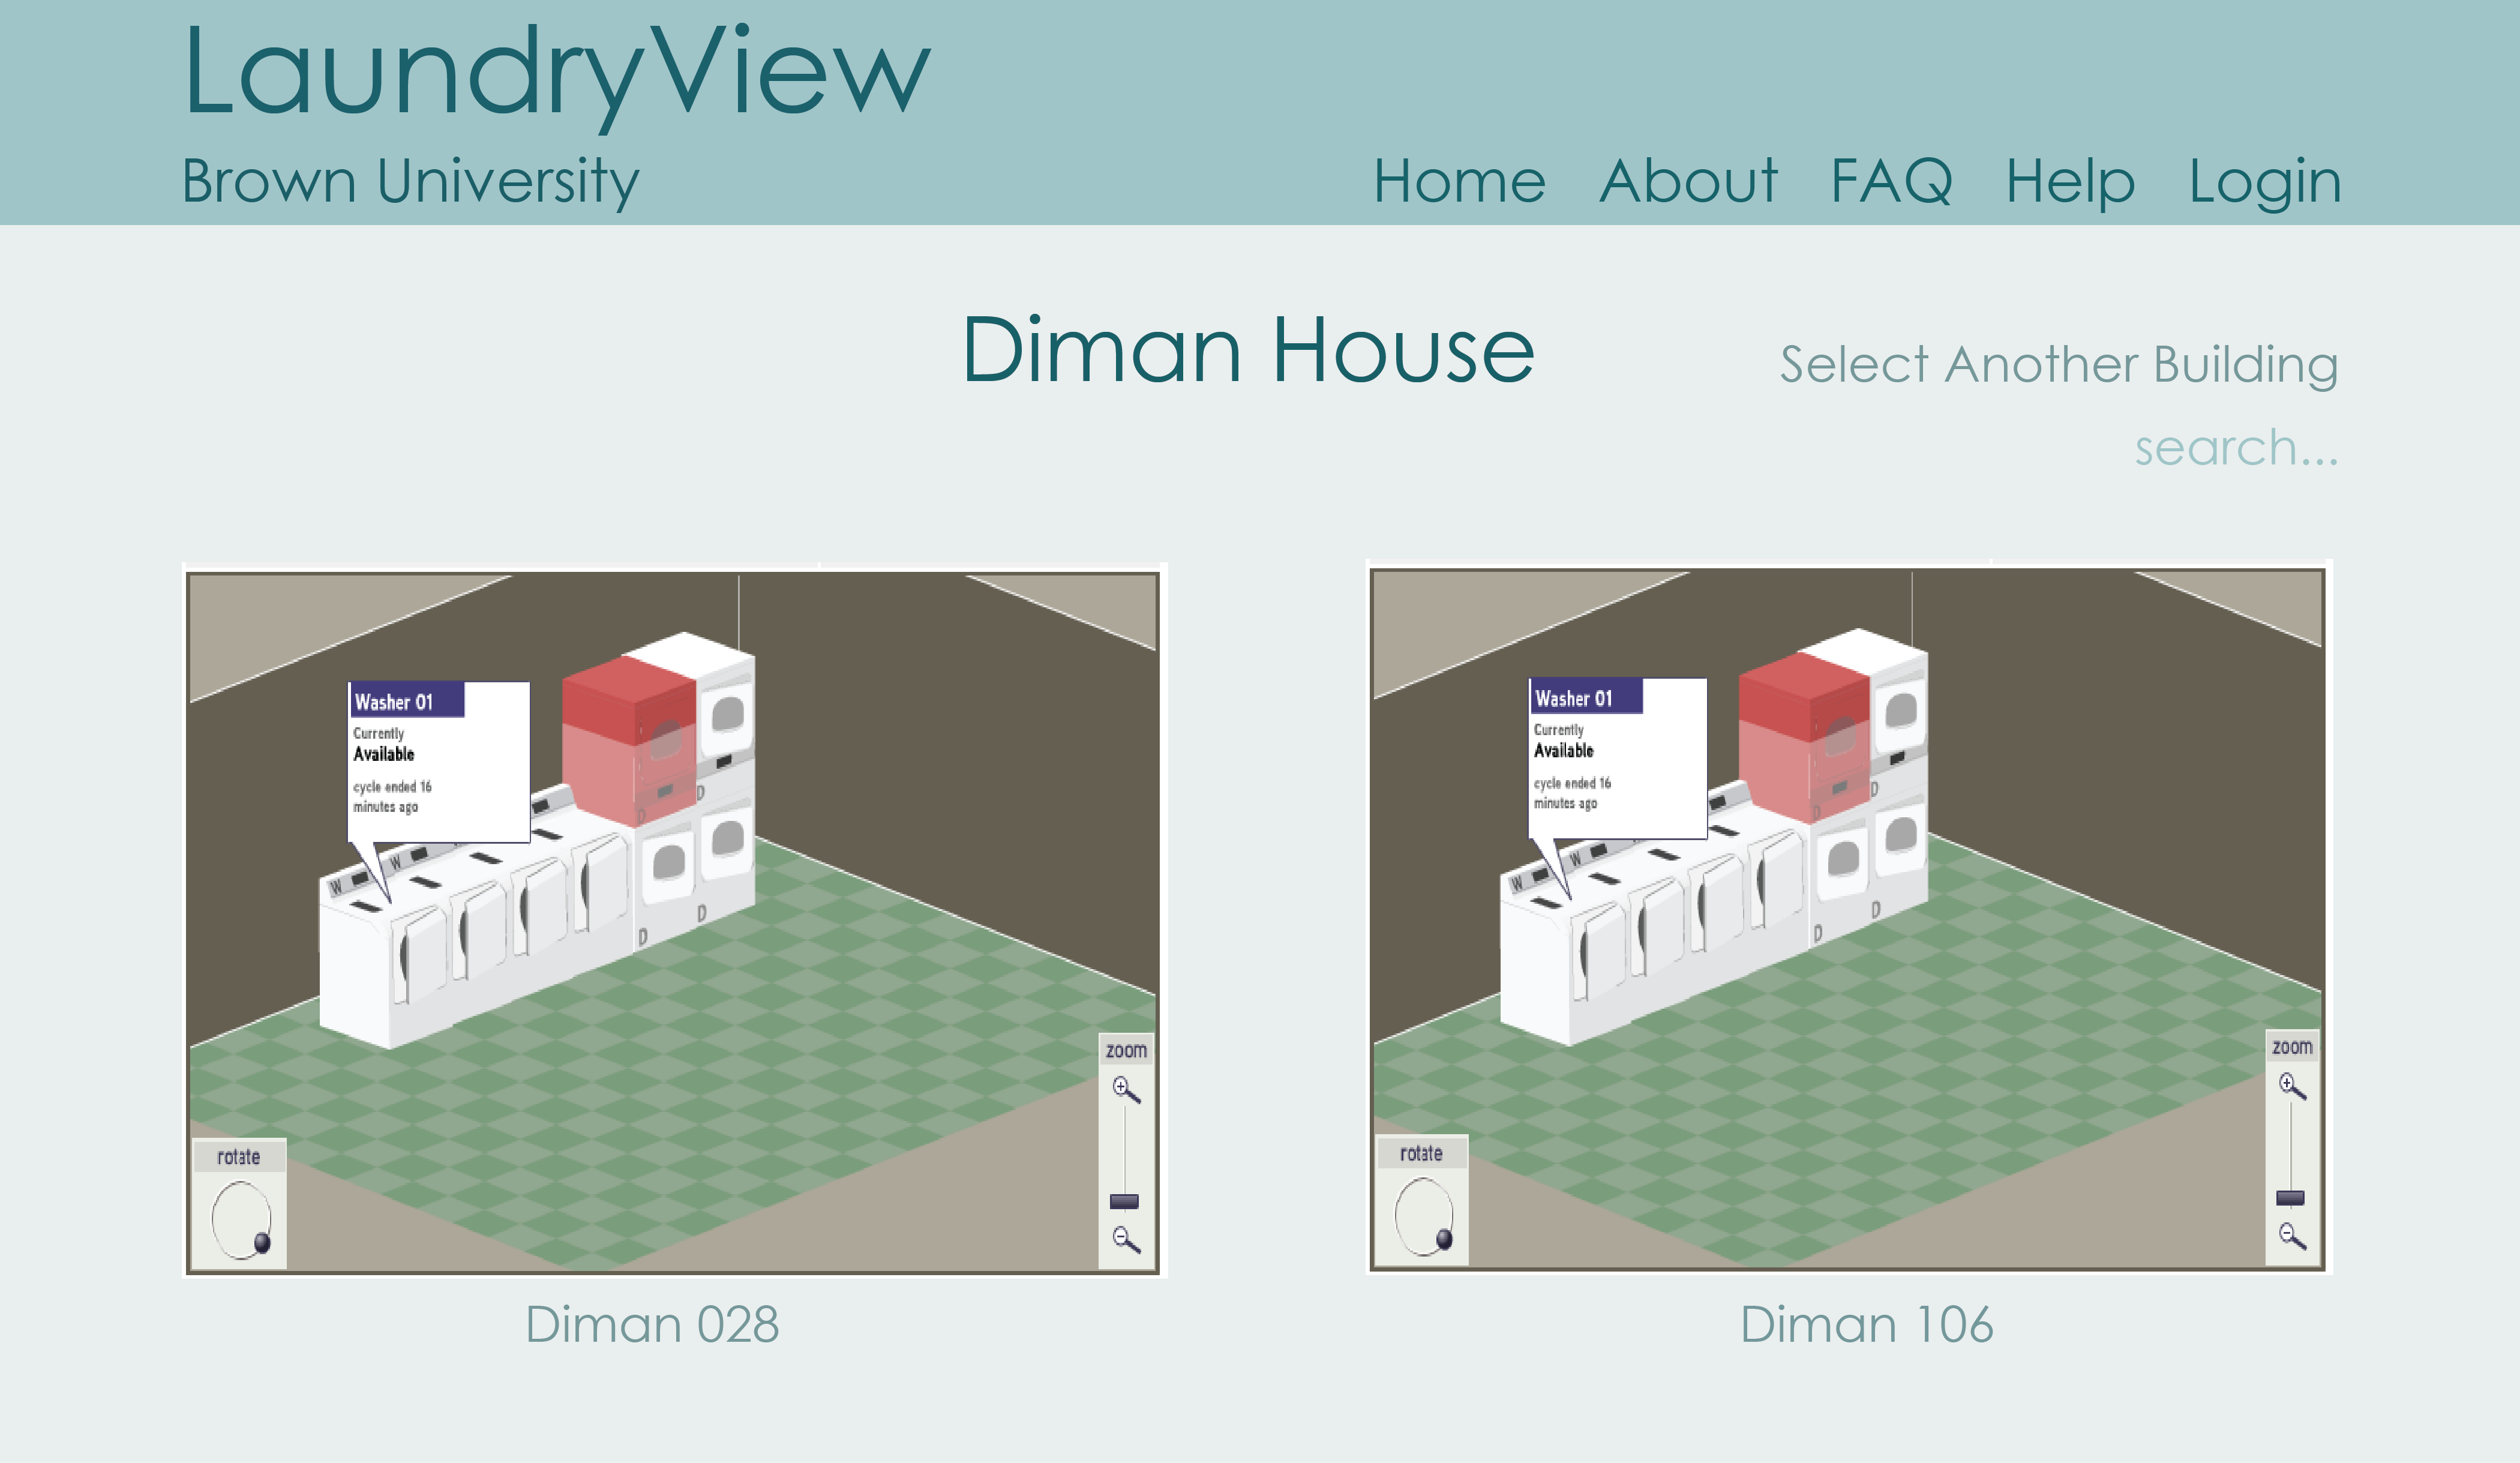 LaundryView
Brown University
Home About FAQ Help Login
Diman House
Select Another Building
search...
Washer 01
Currently
Available
cycle ended 16
minutes ago
W
W
D
D
D
D
zoom
rotate
Diman 028
Washer 01
Currently
Available
cycle ended 16
minutes ago
W
W
D
D
D
D
zoom
rotate
Diman 106